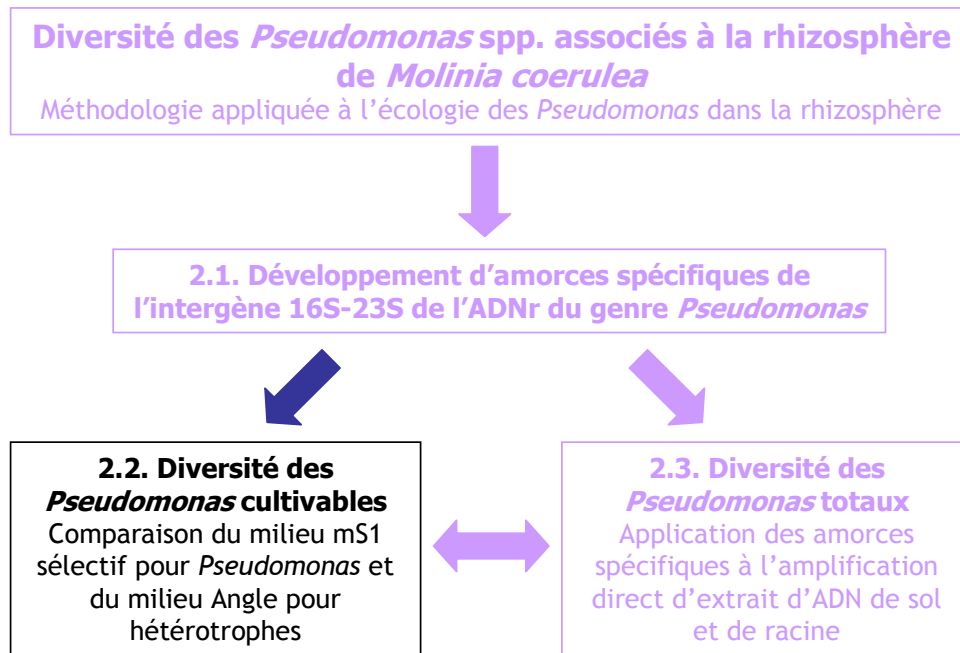 Diversité des Pseudomonas spp. associés à la rhizosphère
de Molinia coerulea
Méthodologie appliquée à l'écologie des Pseudomonas dans la rhizosphère
2.1. Développement d'amorces spécifiques de
l'intergène 16S-23S de l'ADNr du genre Pseudomonas
2.2. Diversité des
Pseudomonas cultivables
Comparaison du milieu mS1
sélectif pour Pseudomonas et
du milieu Angle pour
hétérotrophes
2.3. Diversité des
Pseudomonas totaux
Application des amorces
spécifiques à l'amplification
direct d'extrait d'ADN de sol
et de racine